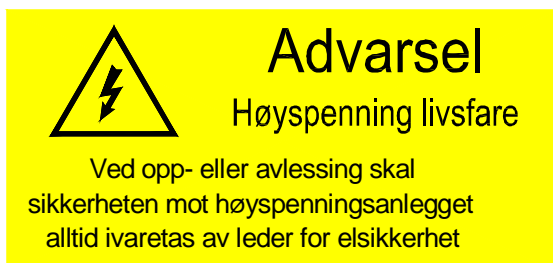 Advarsel
Høyspenning livsfare
Ved opp- eller avlessing skal
sikkerheten mot høyspenningsanlegget
alltid ivaretas av leder for elsikkerhet